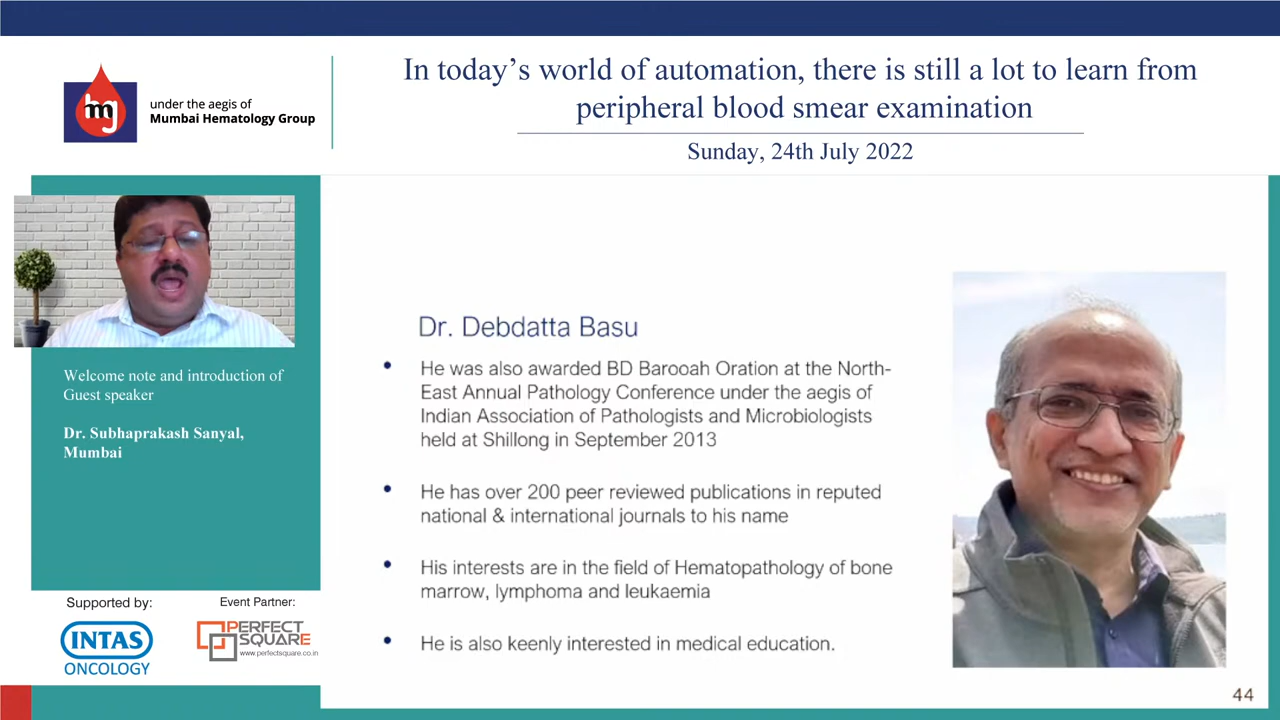 In today's world of automation, there is still a lot to learn from
peripheral blood smear examination
Sunday, 24th July 2022
hmg
under the aegis of
Mumbai Hematology Group
Welcome note and introduction of
Guest speaker
Dr. Subhaprakash Sanyal,
Mumbai
Supported by:
INTAS
ONCOLOGY
Event Partner:
PERFECT
SQUARE
www.perfectsquare.co.in
Dr. Debdatta Basu
• He was also awarded BD Barooah Oration at the North-
East Annual Pathology Conference under the aegis of
Indian Association of Pathologists and Microbiologists
held at Shillong in September 2013
• He has over 200 peer reviewed publications in reputed
national & international journals to his name
• His interests are in the field of Hematopathology of bone
marrow, lymphoma and leukaemia
• He is also keenly interested in medical education.
44